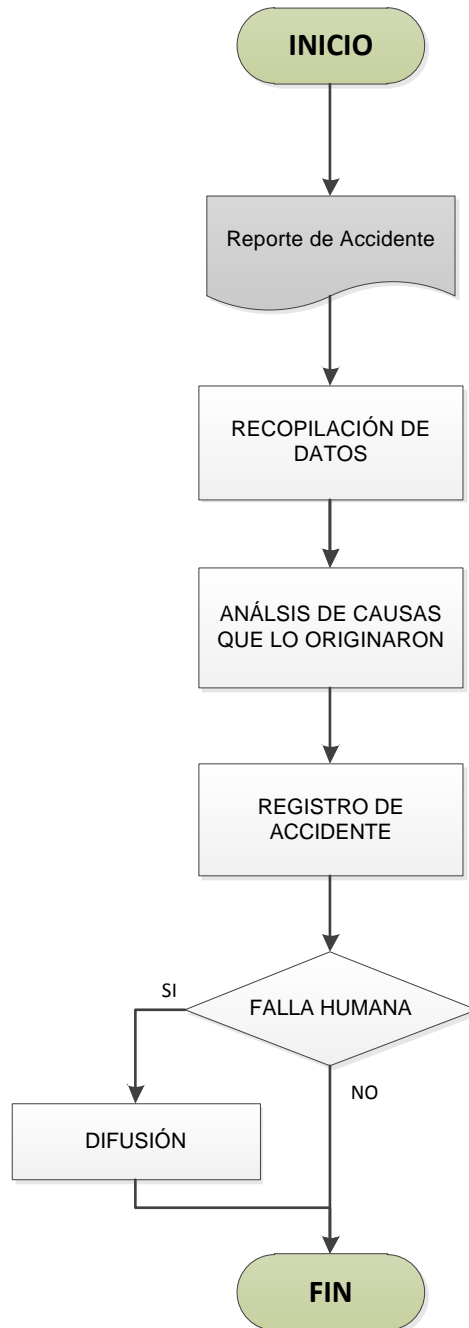 INICIO
Reporte de Accidente
RECOPILACIÓN DE
DATOS
ANÁLSIS DE CAUSAS
QUE LO ORIGINARON
REGISTRO DE
ACCIDENTE
SI
FALLA HUMANA
NO
DIFUSIÓN
FIN